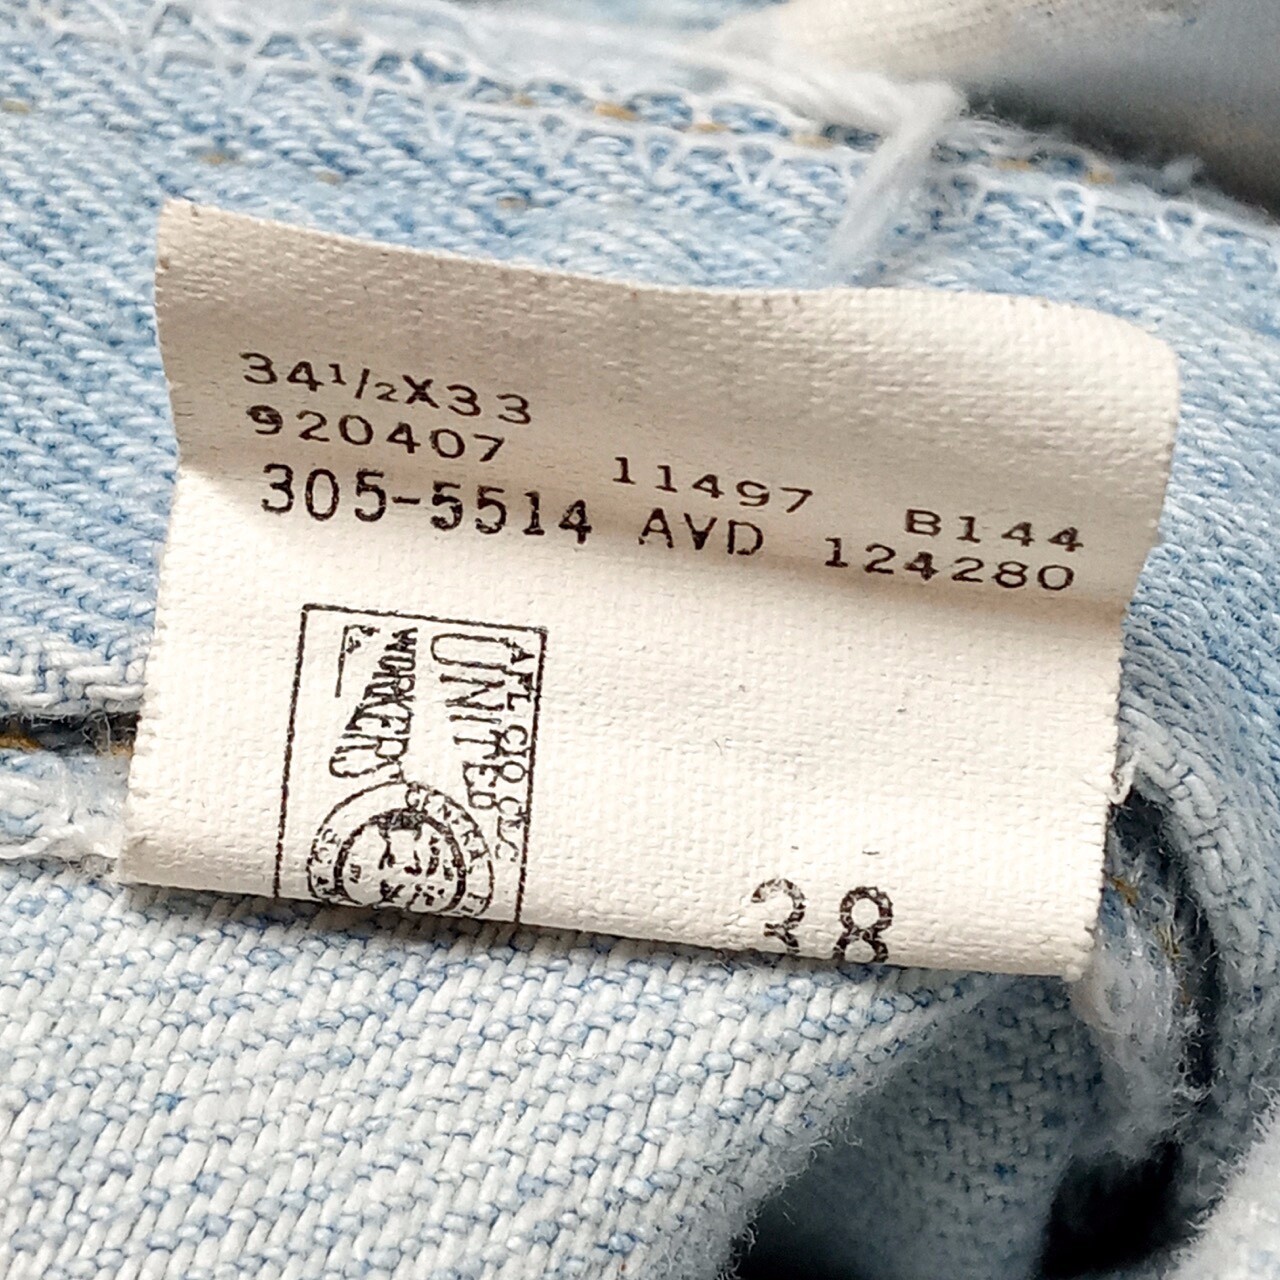 34½X33
920407 11497 B144
305-5514 AVD 124280
AFL CIO CLC
UNITED
WORKERS
38